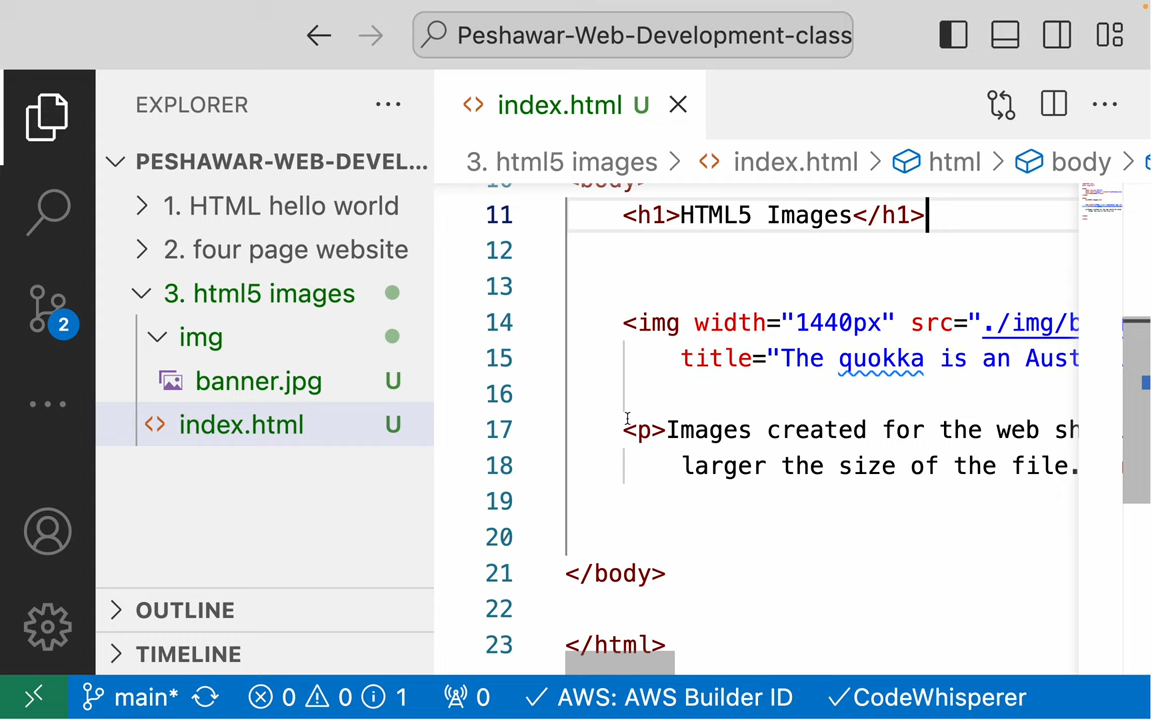 Peshawar-Web-Development-class
EXPLORER
index.html U
PESHAWAR-WEB-DEVEL...
3. html5 images > index.html > html > body >
1. HTML hello world
2. four page website
3. html5 images
img
banner.jpg U
index.html U
2
10 <body>
11 <h1>HTML5 Images</h1>
12
13
14 <img width="1440px" src="./img/b
15 title="The quokka is an Aust
16
17 <p>Images created for the web sh
18 larger the size of the file.
19
20
21 </body>
22
23 </html>
OUTLINE
TIMELINE
main* 0 0 1 0 AWS: AWS Builder ID CodeWhisperer